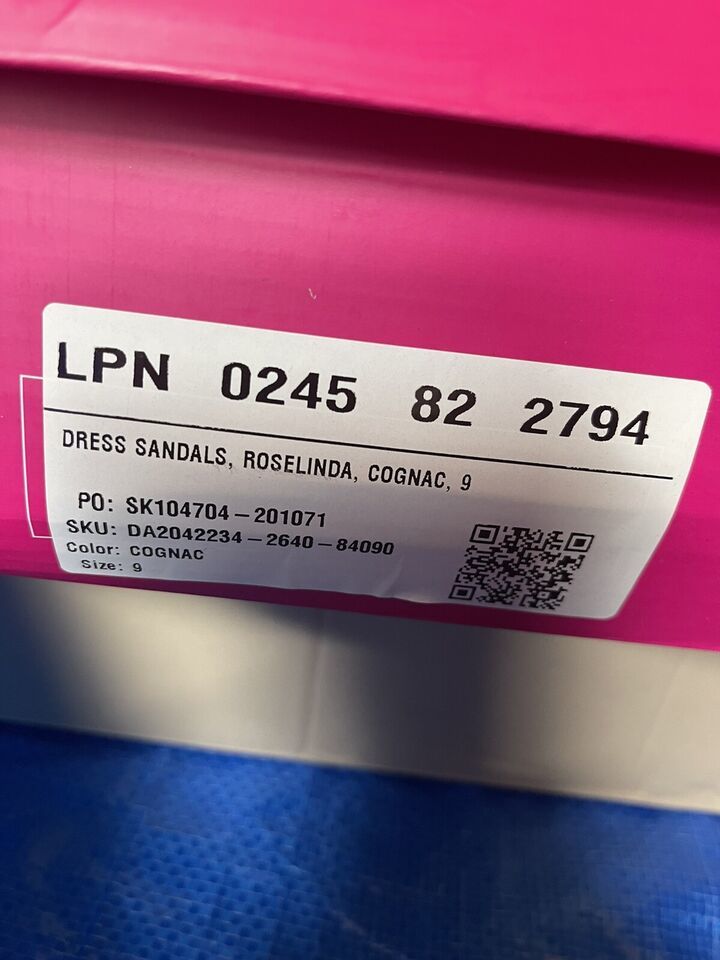 LPN 0245 82 2794
DRESS SANDALS, ROSELINDA, COGNAC, 9
PO: SK104704-201071
SKU: DA2042234-2640-84090
Color: COGNAC
Size: 9